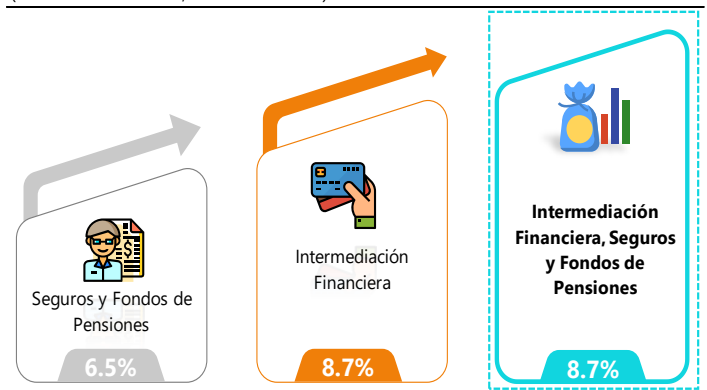 Seguros y Fondos de
Pensiones
6.5%
Intermediación
Financiera
8.7%
Intermediación
Financiera, Seguros
y Fondos de
Pensiones
8.7%